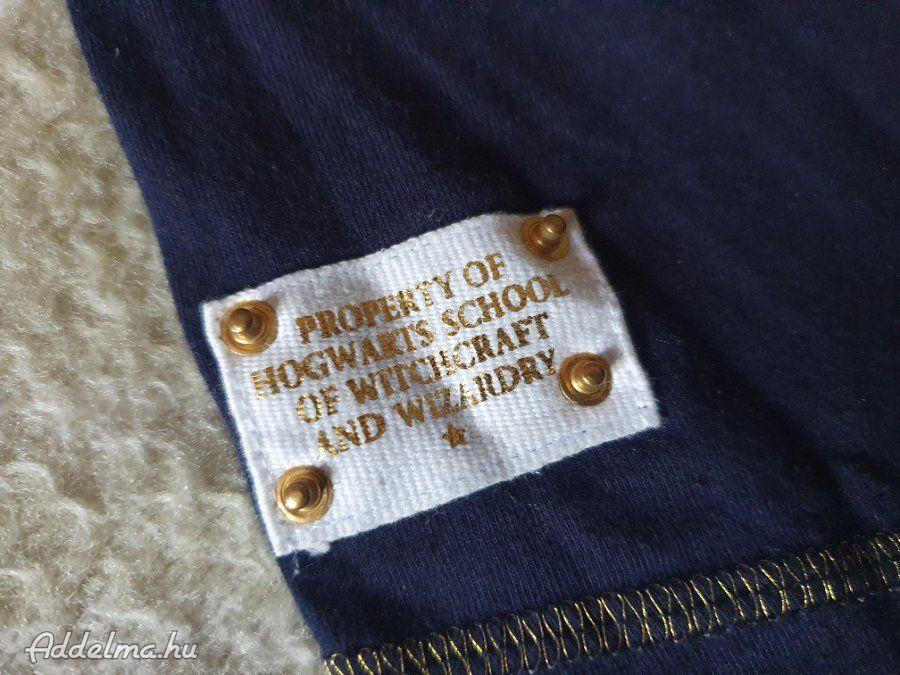 PROPERTY OF
HOGWARTS SCHOOL
OF WITCHCRAFT
AND WIZARDRY
Addelma.hu